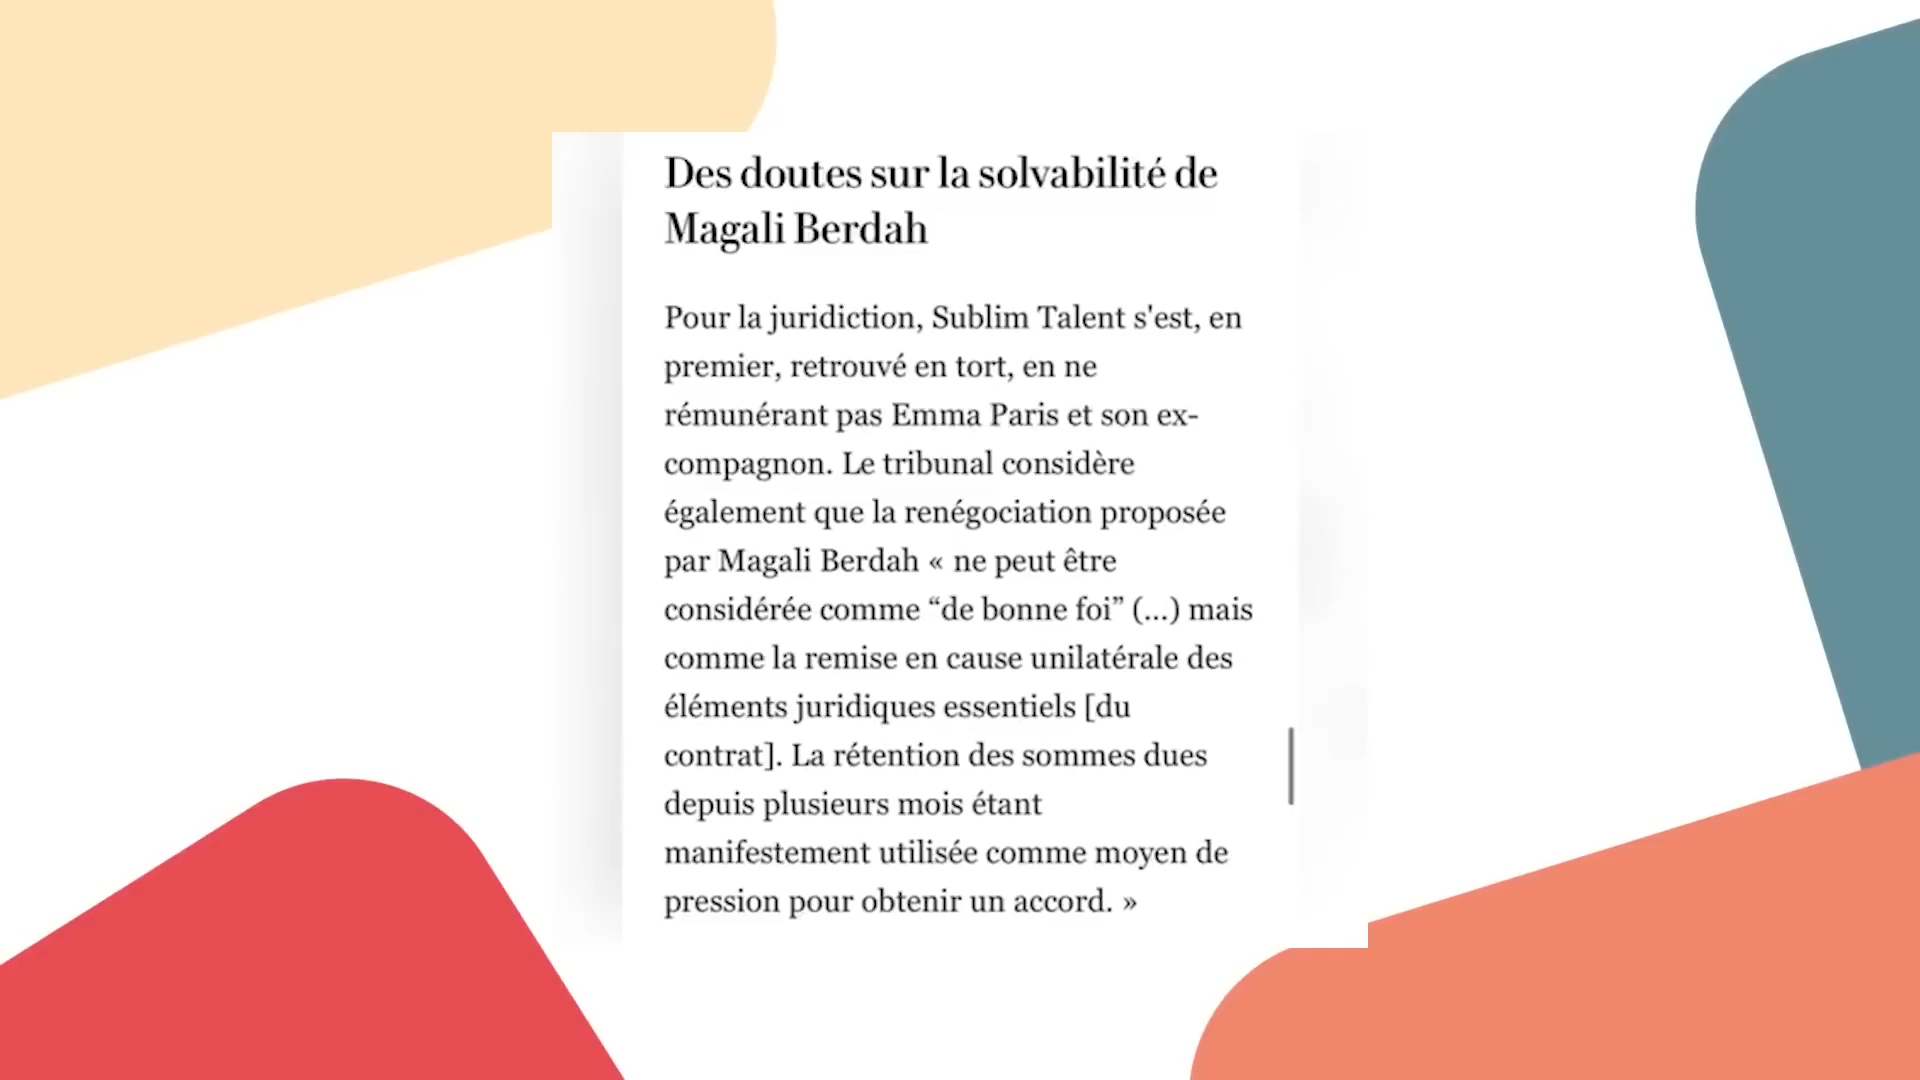 Des doutes sur la solvabilité de
Magali Berdah
Pour la juridiction, Sublim Talent s'est, en
premier, retrouvé en tort, en ne
rémunérant pas Emma Paris et son ex-
compagnon. Le tribunal considère
également que la renégociation proposée
par Magali Berdah « ne peut être
considérée comme “de bonne foi” (...) mais
comme la remise en cause unilatérale des
éléments juridiques essentiels [du
contrat]. La rétention des sommes dues
depuis plusieurs mois étant
manifestement utilisée comme moyen de
pression pour obtenir un accord. »